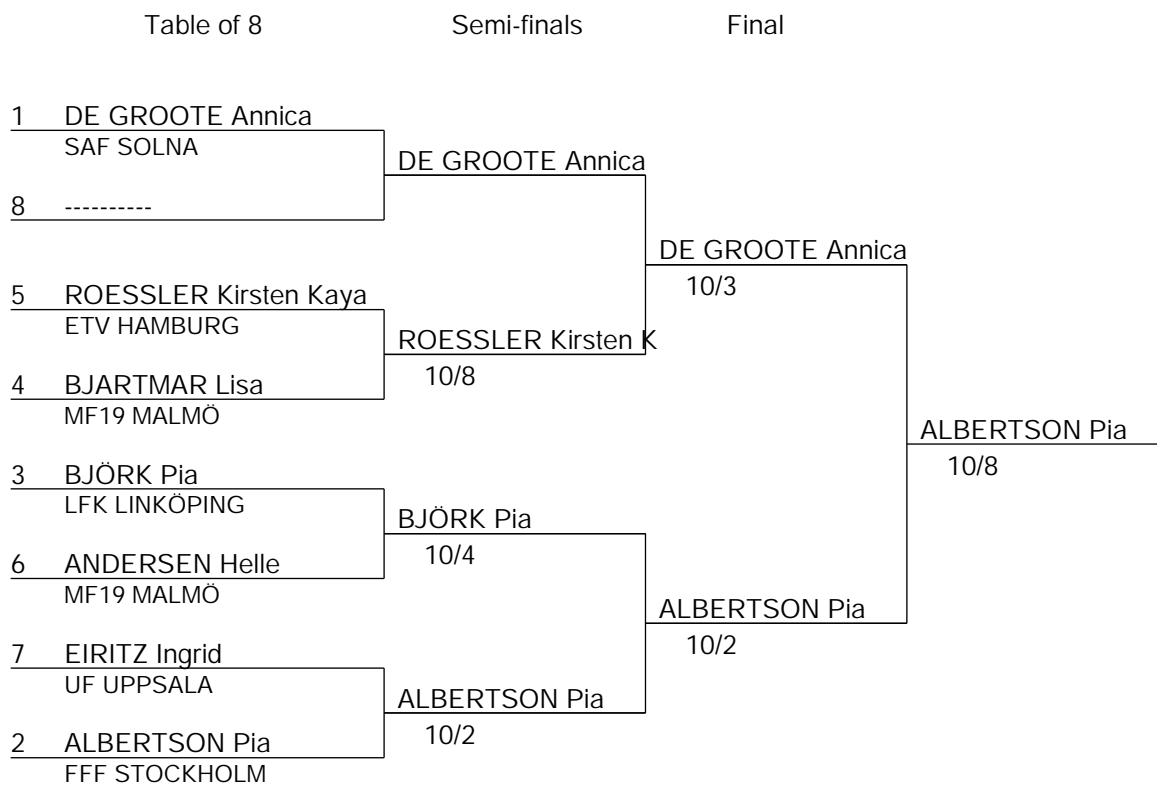 Table of 8 Semi-finals Final
1 DE GROOTE Annica
SAF SOLNA
DE GROOTE Annica
8 ----------
DE GROOTE Annica
10/3
5 ROESSLER Kirsten Kaya
ETV HAMBURG
ROESSLER Kirsten K
10/8
4 BJARTMAR Lisa
MF19 MALMÖ
ALBERTSON Pia
10/8
3 BJÖRK Pia
LFK LINKÖPING
BJÖRK Pia
10/4
6 ANDERSEN Helle
MF19 MALMÖ
ALBERTSON Pia
10/2
7 EIRITZ Ingrid
UF UPPSALA
ALBERTSON Pia
10/2
2 ALBERTSON Pia
FFF STOCKHOLM